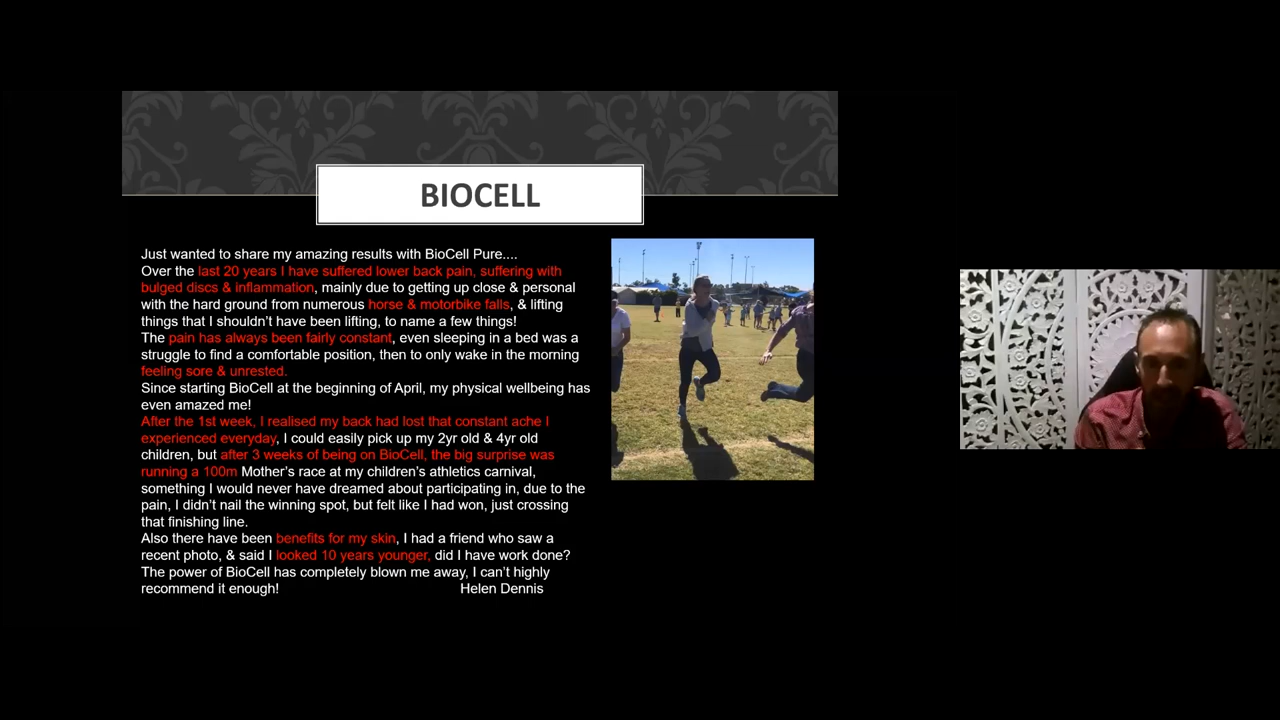 BIOCELL
Just wanted to share my amazing results with BioCell Pure....
Over the last 20 years I have suffered lower back pain, suffering with
bulged discs & inflammation, mainly due to getting up close & personal
with the hard ground from numerous horse & motorbike falls, & lifting
things that I shouldn't have been lifting, to name a few things!
The pain has always been fairly constant, even sleeping in a bed was a
struggle to find a comfortable position, then to only wake in the morning
feeling sore & unrested.
Since starting BioCell at the beginning of April, my physical wellbeing has
even amazed me!
After the 1st week, I realised my back had lost that constant ache I
experienced everyday, I could easily pick up my 2yr old & 4yr old
children, but after 3 weeks of being on BioCell, the big surprise was
running a 100m Mother's race at my children's athletics carnival,
something I would never have dreamed about participating in, due to the
pain, I didn't nail the winning spot, but felt like I had won, just crossing
that finishing line.
Also there have been benefits for my skin, I had a friend who saw a
recent photo, & said I looked 10 years younger, did I have work done?
The power of BioCell has completely blown me away, I can't highly
recommend it enough! Helen Dennis